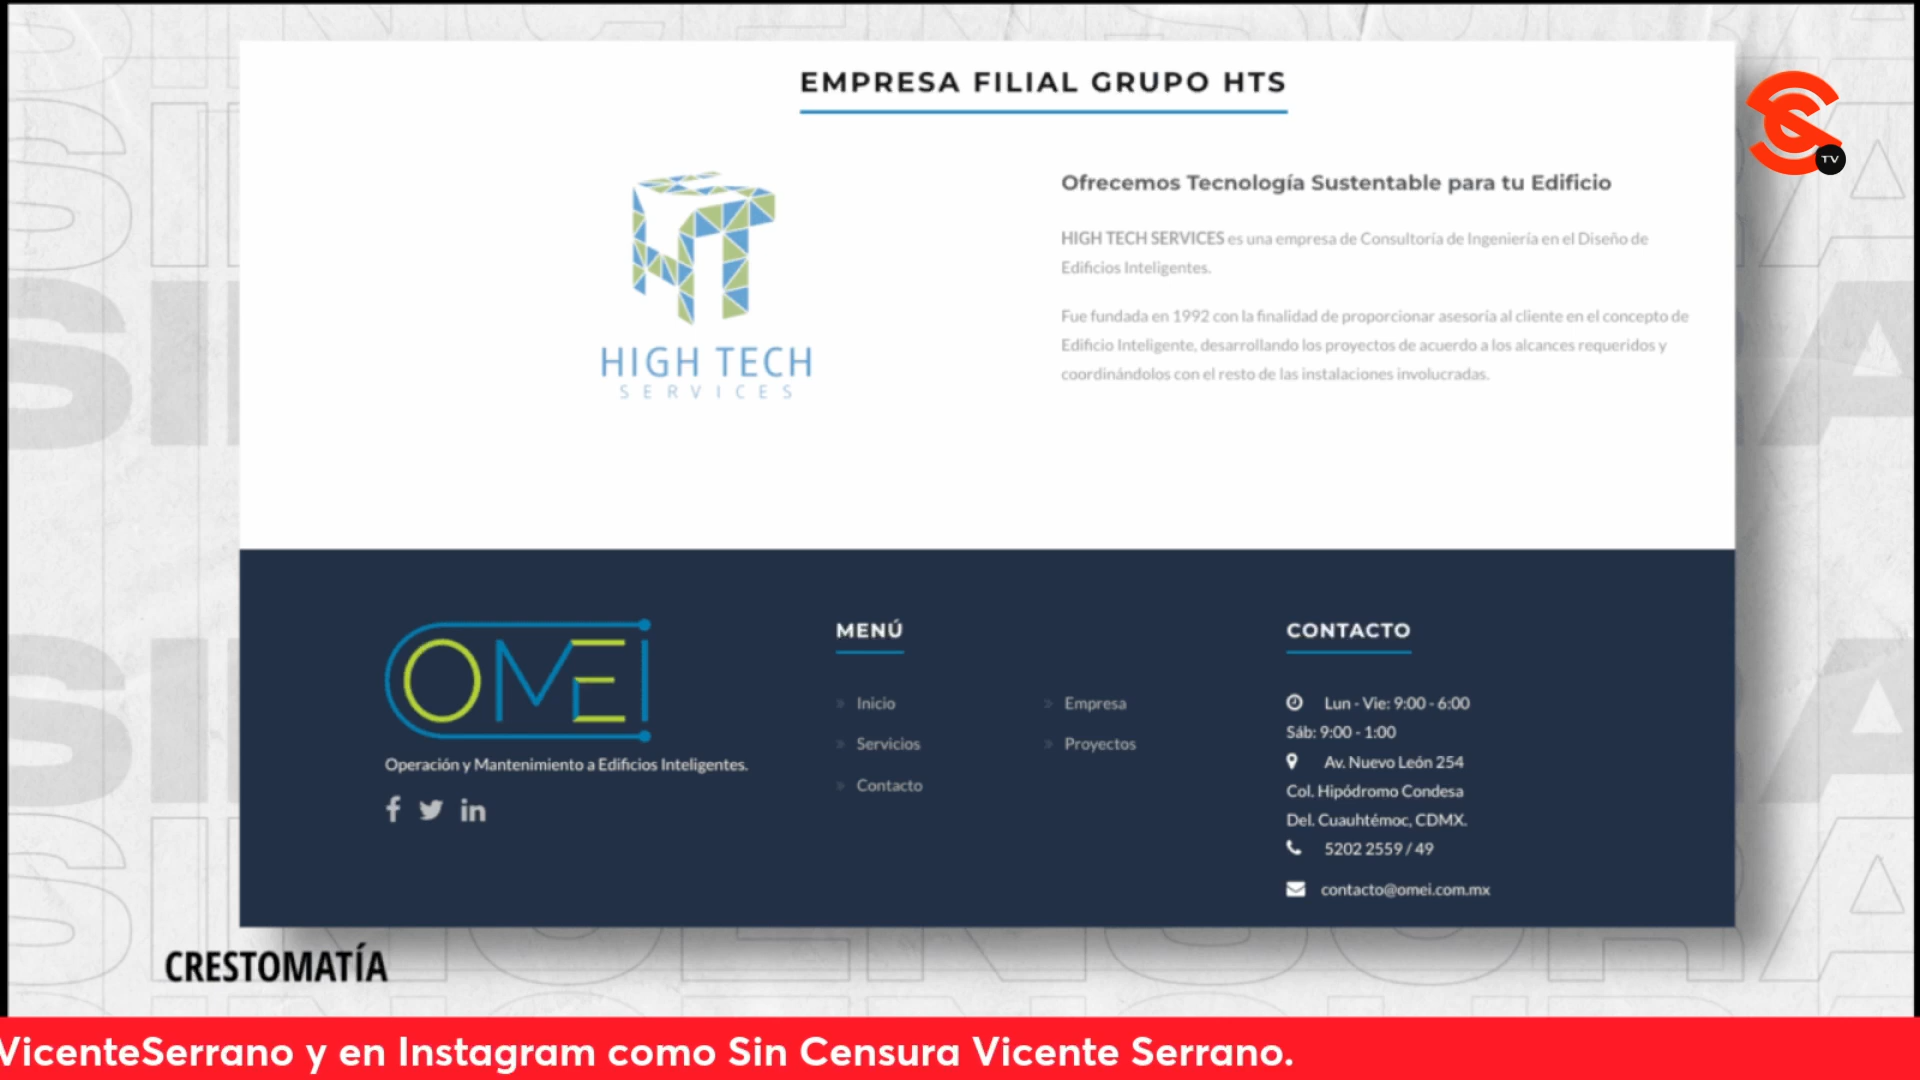 EMPRESA FILIAL GRUPO HTS
TV
HIGH TECH
SERVICES
Ofrecemos Tecnología Sustentable para tu Edificio
HIGH TECH SERVICES es una empresa de Consultoría de Ingeniería en el Diseño de
Edificios Inteligentes.
Fue fundada en 1992 con la finalidad de proporcionar asesoría al cliente en el concepto de
Edificio Inteligente, desarrollando los proyectos de acuerdo a los alcances requeridos y
coordinándolos con el resto de las instalaciones involucradas.
OMEI
Operación y Mantenimiento a Edificios Inteligentes.
MENÚ
Inicio
Empresa
Servicios
Proyectos
Contacto
CONTACTO
Lun - Vie: 9:00 - 6:00
Sáb: 9:00 - 1:00
Av. Nuevo León 254
Col. Hipódromo Condesa
Del. Cuauhtémoc, CDMX.
5202 2559 / 49
contacto@omei.com.mx
CRESTOMATÍA
VicenteSerrano y en Instagram como Sin Censura Vicente Serrano.